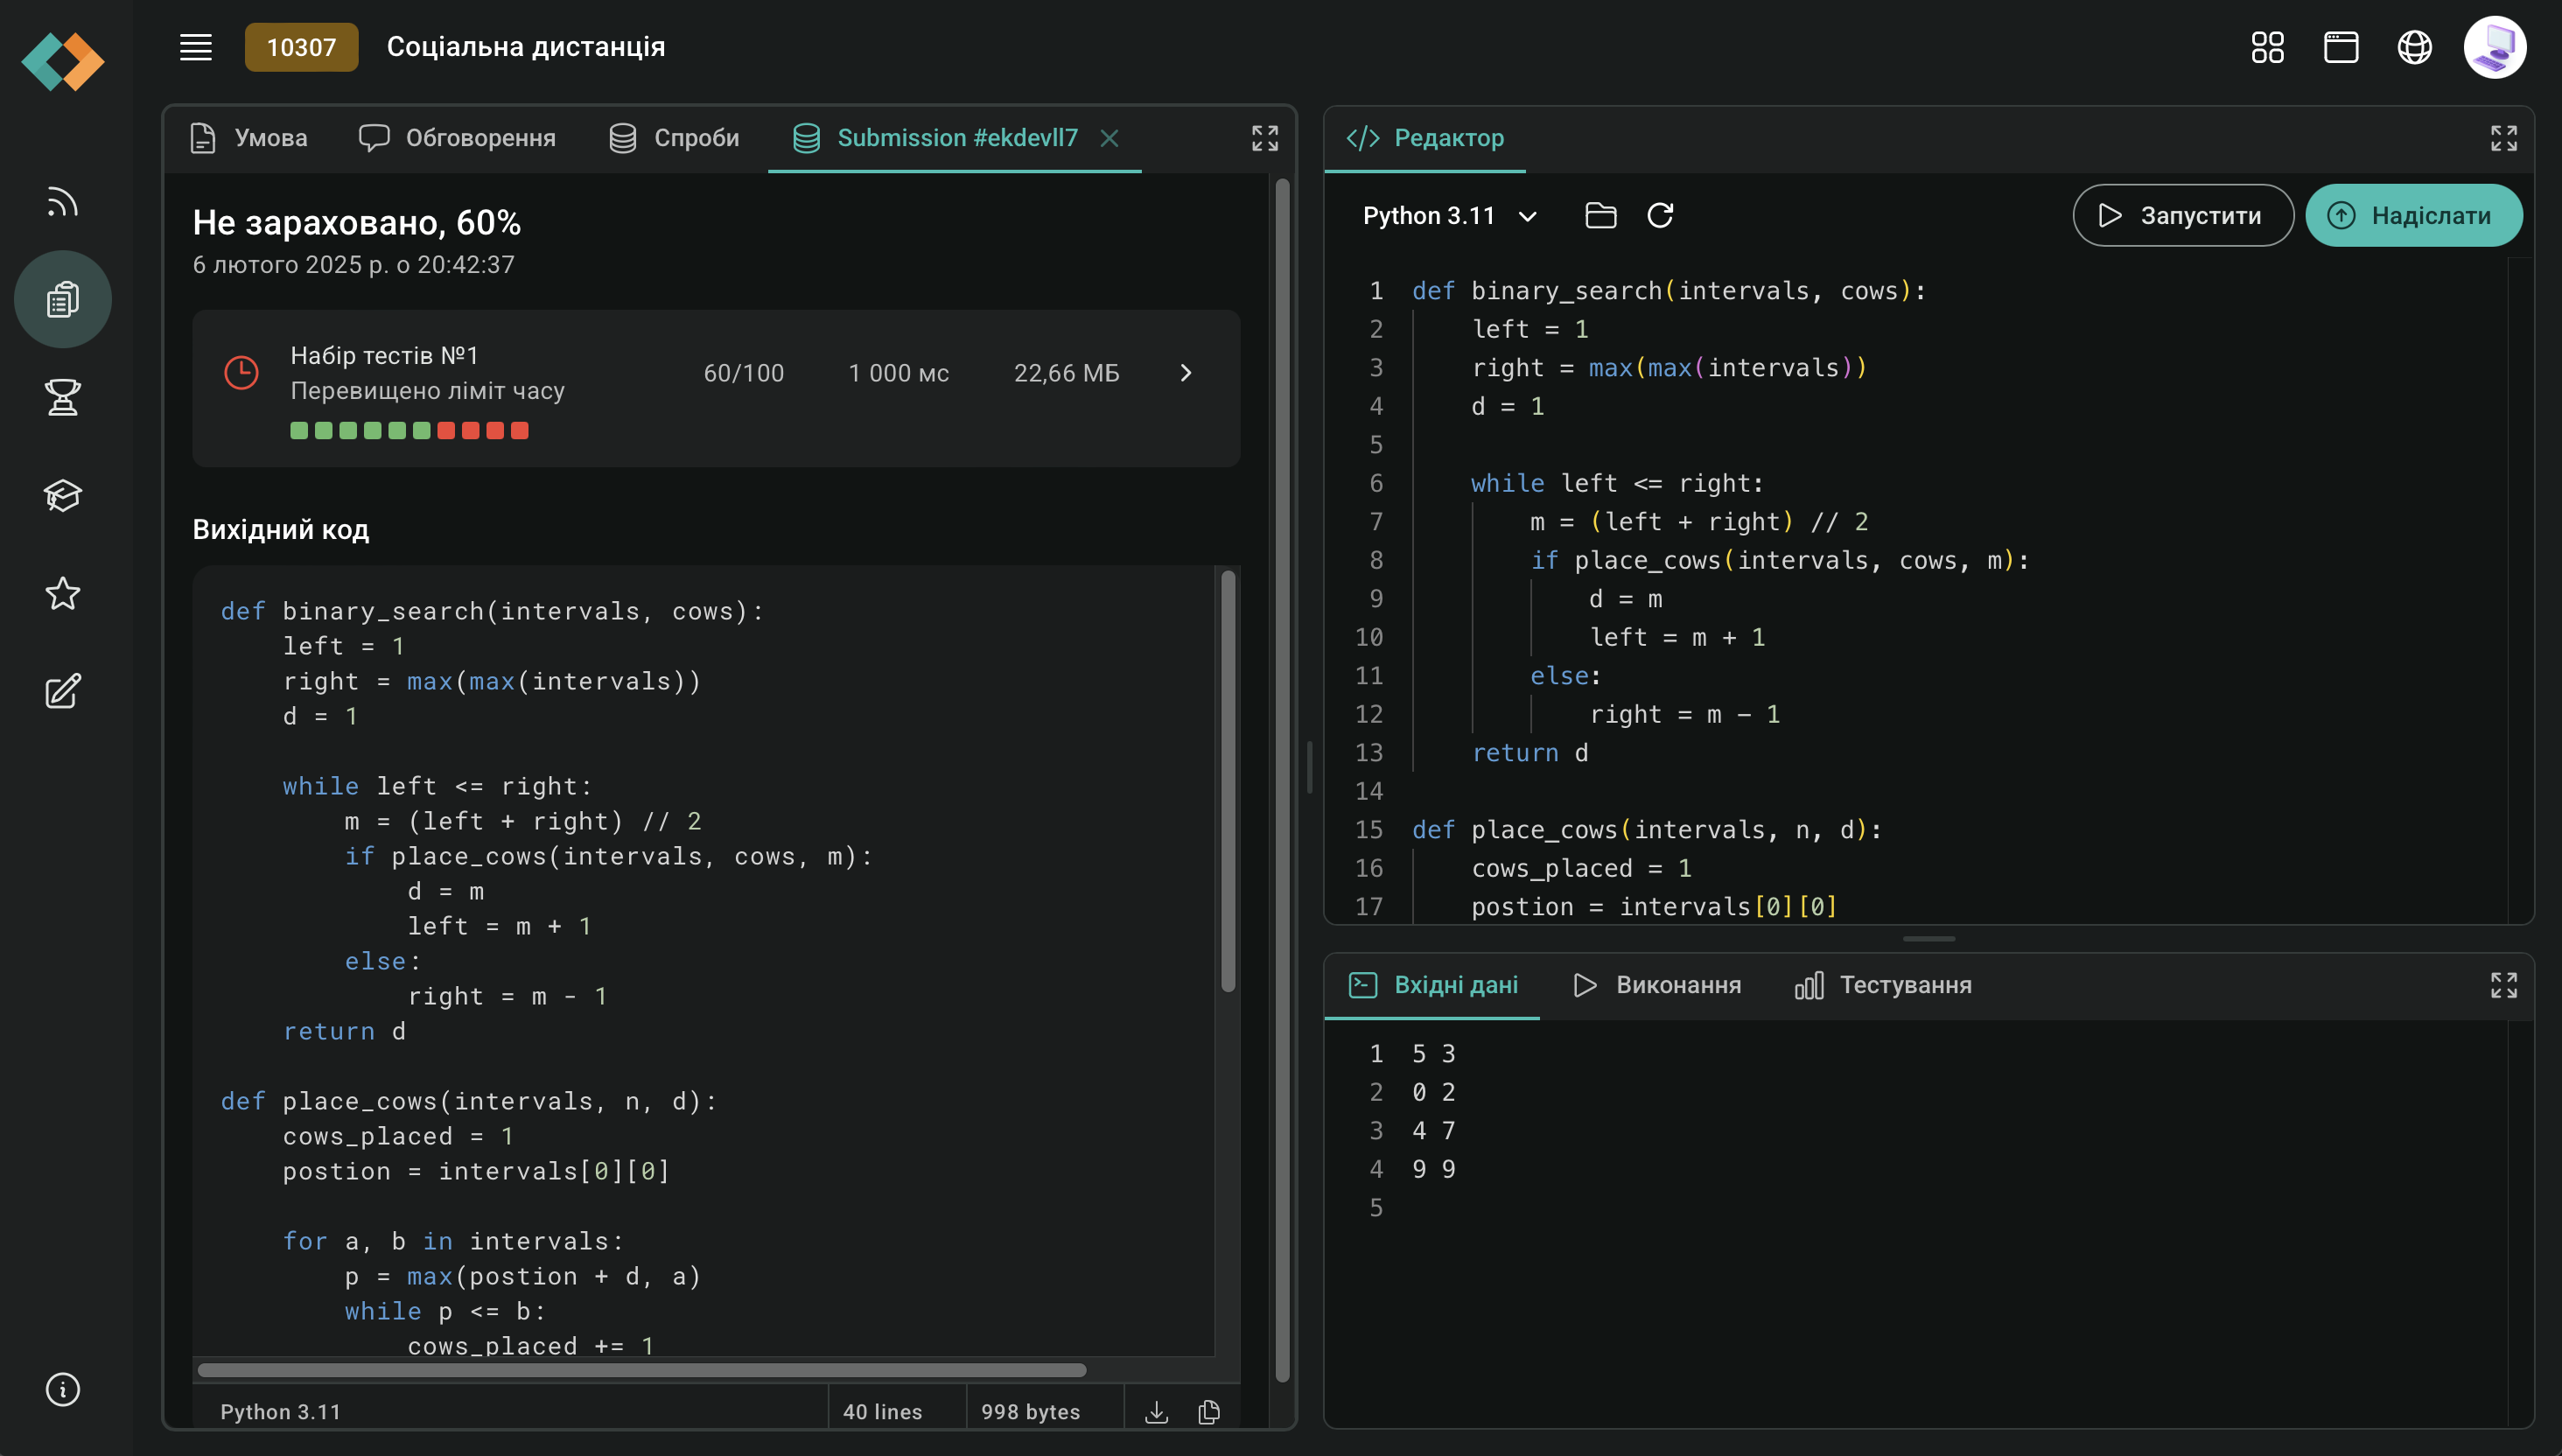 10307 Соціальна дистанція
Умова Обговорення Спроби Submission #ekdevll7
Не зараховано, 60%
6 лютого 2025 р. о 20:42:37
Набір тестів №1
Перевищено ліміт часу
60/100 1 000 мс 22,66 МБ
Вихідний код
def binary_search(intervals, cows):
    left = 1
    right = max(max(intervals))
    d = 1
    while left <= right:
        m = (left + right) // 2
        if place_cows(intervals, cows, m):
            d = m
            left = m + 1
        else:
            right = m - 1
    return d
def place_cows(intervals, n, d):
    cows_placed = 1
    postion = intervals[0][0]
    for a, b in intervals:
        p = max(postion + d, a)
        while p <= b:
            cows_placed += 1
Python 3.11 40 lines 998 bytes
Редактор
Python 3.11 Запустити Надіслати
1 def binary_search(intervals, cows):
2     left = 1
3     right = max(max(intervals))
4     d = 1
5
6     while left <= right:
7         m = (left + right) // 2
8         if place_cows(intervals, cows, m):
9             d = m
10             left = m + 1
11         else:
12             right = m - 1
13     return d
14
15 def place_cows(intervals, n, d):
16     cows_placed = 1
17     postion = intervals[0][0]
Вхідні дані Виконання Тестування
1 5 3
2 0 2
3 4 7
4 9 9
5